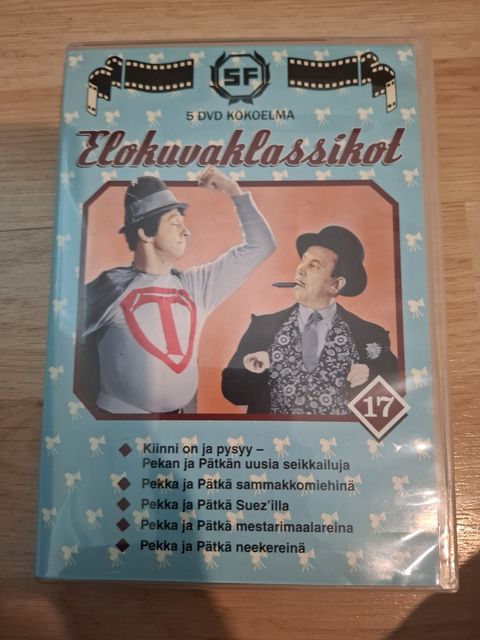 SF
5 DVD KOKOELMA
Elokuvaklassikot
T
17
Kiinni on ja pysyy –
Pekan ja Pätkän uusia seikkailuja
Pekka ja Pätkä sammakkomiehinä
Pekka ja Pätkä Suez'illa
Pekka ja Pätkä mestarimaalareina
Pekka ja Pätkä neekereinä